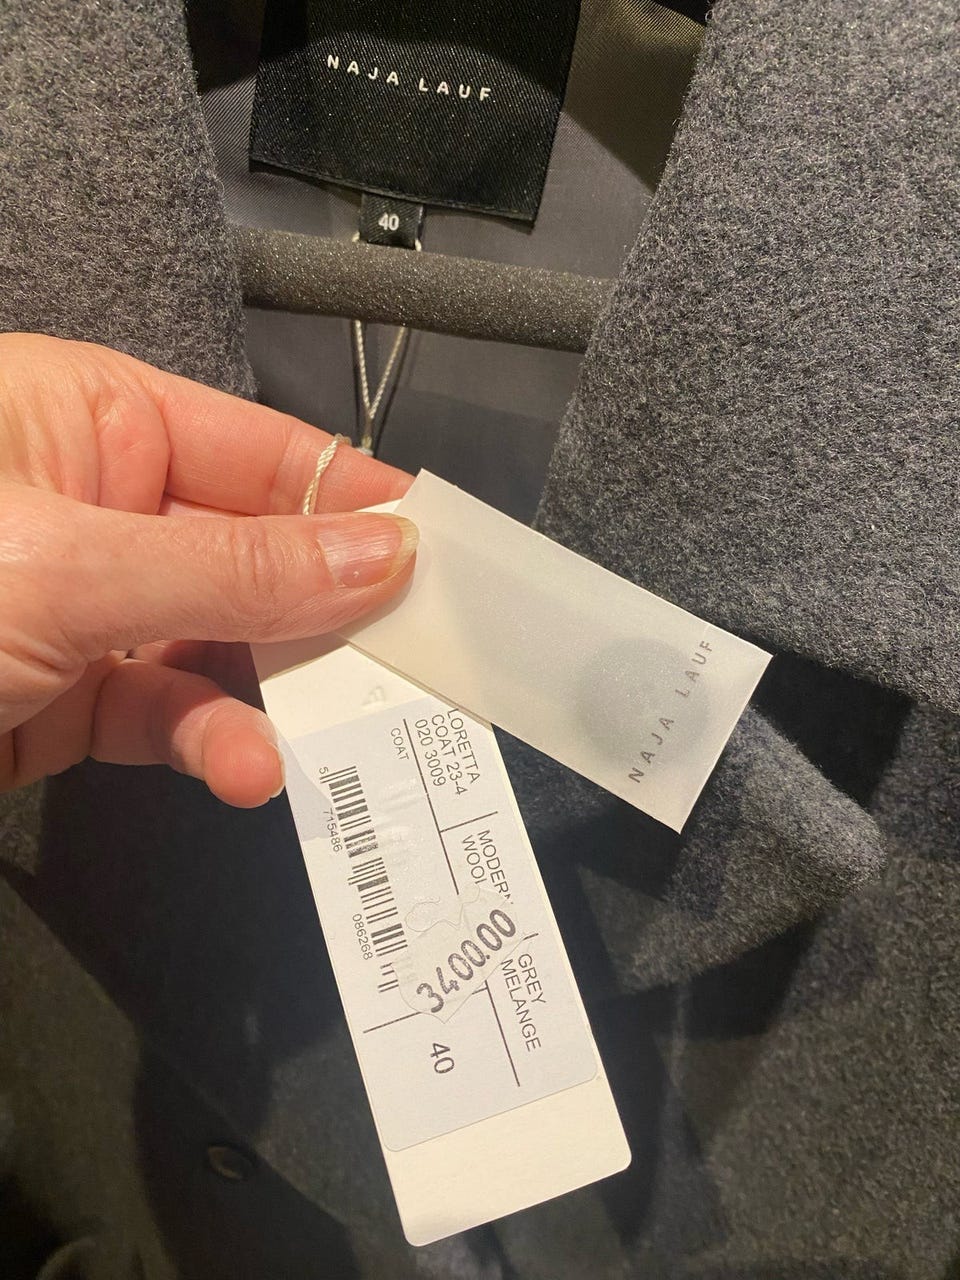 NAJA LAUF
40
NAJA LAUF
LORETTA
COAT 23-4
020 3009
COAT
MODERN
WOOL
GREY
MELANGE
3400.00
5 715486 086268
40